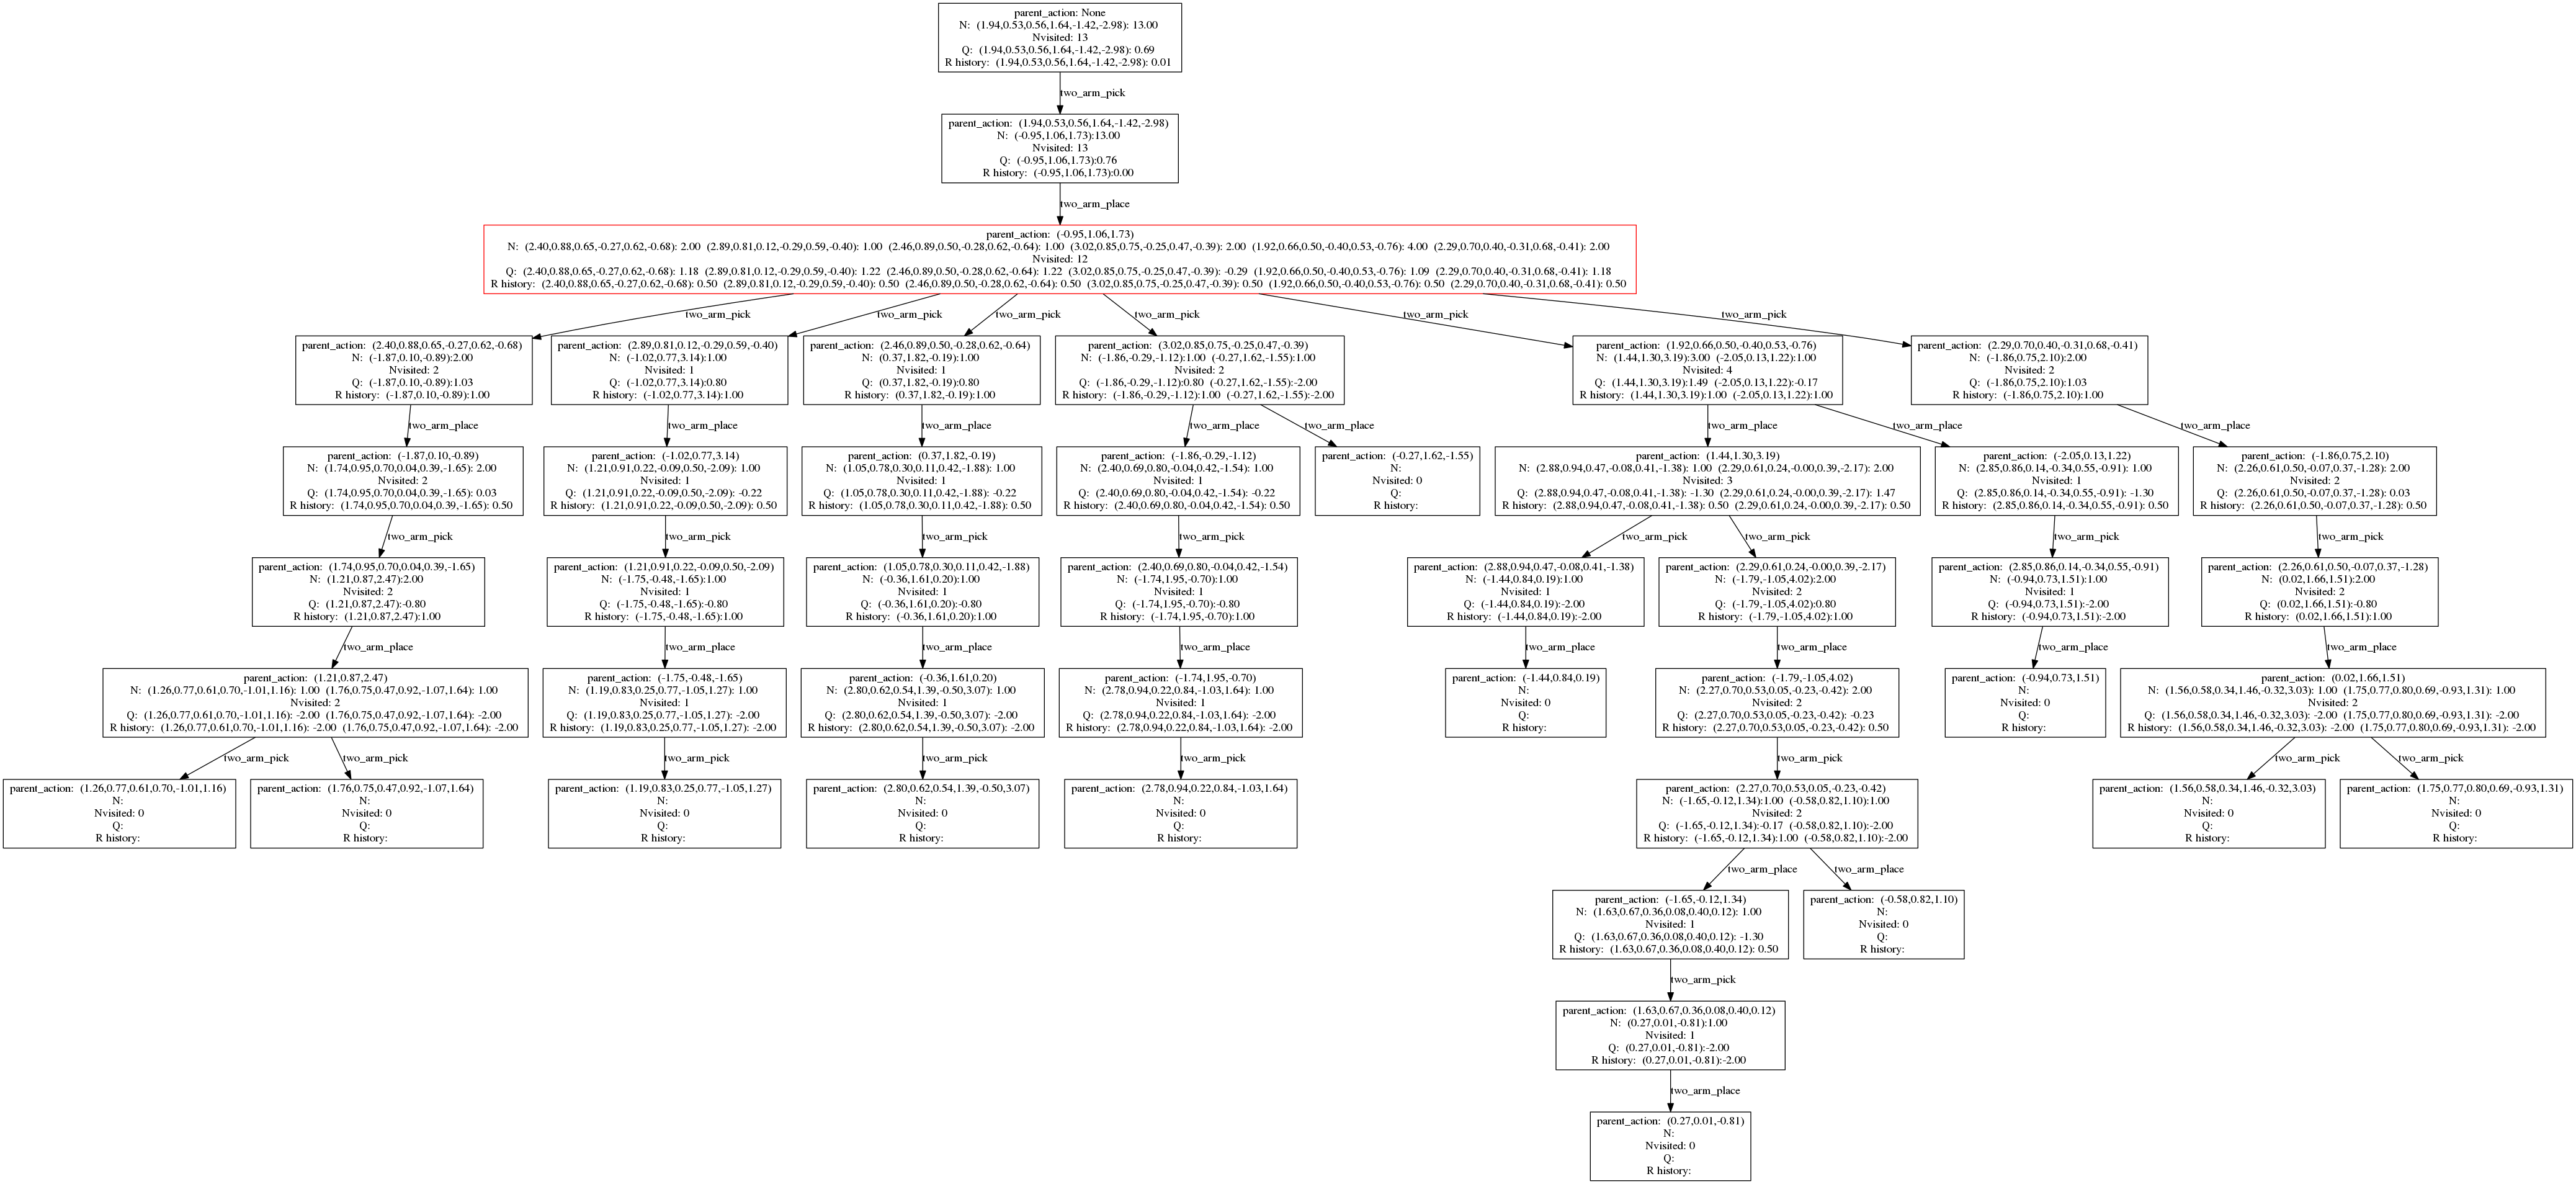 parent_action: None
N: (1.94,0.53,0.56,1.64,-1.42,-2.98): 13.00
Nvisited: 13
Q: (1.94,0.53,0.56,1.64,-1.42,-2.98): 0.69
R history: (1.94,0.53,0.56,1.64,-1.42,-2.98): 0.01
two_arm_pick
parent_action: (1.94,0.53,0.56,1.64,-1.42,-2.98)
N: (-0.95,1.06,1.73):13.00
Nvisited: 13
Q: (-0.95,1.06,1.73):0.76
R history: (-0.95,1.06,1.73):0.00
two_arm_place
parent_action: (-0.95,1.06,1.73)
N: (2.40,0.88,0.65,-0.27,0.62,-0.68): 2.00 (2.89,0.81,0.12,-0.29,0.59,-0.40): 1.00 (2.46,0.89,0.50,-0.28,0.62,-0.64): 1.00 (3.02,0.85,0.75,-0.25,0.47,-0.39): 2.00 (1.92,0.66,0.50,-0.40,0.53,-0.76): 4.00 (2.29,0.70,0.40,-0.31,0.68,-0.41): 2.00
Nvisited: 12
Q: (2.40,0.88,0.65,-0.27,0.62,-0.68): 1.18 (2.89,0.81,0.12,-0.29,0.59,-0.40): 1.22 (2.46,0.89,0.50,-0.28,0.62,-0.64): 1.22 (3.02,0.85,0.75,-0.25,0.47,-0.39): -0.29 (1.92,0.66,0.50,-0.40,0.53,-0.76): 1.09 (2.29,0.70,0.40,-0.31,0.68,-0.41): 1.18
R history: (2.40,0.88,0.65,-0.27,0.62,-0.68): 0.50 (2.89,0.81,0.12,-0.29,0.59,-0.40): 0.50 (2.46,0.89,0.50,-0.28,0.62,-0.64): 0.50 (3.02,0.85,0.75,-0.25,0.47,-0.39): 0.50 (1.92,0.66,0.50,-0.40,0.53,-0.76): 0.50 (2.29,0.70,0.40,-0.31,0.68,-0.41): 0.50
two_arm_pick
two_arm_pick
two_arm_pick
two_arm_pick
two_arm_pick
two_arm_pick
parent_action: (2.40,0.88,0.65,-0.27,0.62,-0.68)
N: (-1.87,0.10,-0.89):2.00
Nvisited: 2
Q: (-1.87,0.10,-0.89):1.03
R history: (-1.87,0.10,-0.89):1.00
parent_action: (2.89,0.81,0.12,-0.29,0.59,-0.40)
N: (-1.02,0.77,3.14):1.00
Nvisited: 1
Q: (-1.02,0.77,3.14):0.80
R history: (-1.02,0.77,3.14):1.00
parent_action: (2.46,0.89,0.50,-0.28,0.62,-0.64)
N: (0.37,1.82,-0.19):1.00
Nvisited: 1
Q: (0.37,1.82,-0.19):0.80
R history: (0.37,1.82,-0.19):1.00
parent_action: (3.02,0.85,0.75,-0.25,0.47,-0.39)
N: (-1.86,-0.29,-1.12):1.00 (-0.27,1.62,-1.55):1.00
Nvisited: 2
Q: (-1.86,-0.29,-1.12):0.80 (-0.27,1.62,-1.55):-2.00
R history: (-1.86,-0.29,-1.12):1.00 (-0.27,1.62,-1.55):-2.00
parent_action: (1.92,0.66,0.50,-0.40,0.53,-0.76)
N: (1.44,1.30,3.19):3.00 (-2.05,0.13,1.22):1.00
Nvisited: 4
Q: (1.44,1.30,3.19):1.49 (-2.05,0.13,1.22):-0.17
R history: (1.44,1.30,3.19):1.00 (-2.05,0.13,1.22):1.00
parent_action: (2.29,0.70,0.40,-0.31,0.68,-0.41)
N: (-1.86,0.75,2.10):2.00
Nvisited: 2
Q: (-1.86,0.75,2.10):1.03
R history: (-1.86,0.75,2.10):1.00
two_arm_place
two_arm_place
two_arm_place
two_arm_place
two_arm_place
two_arm_place
two_arm_place
two_arm_place
parent_action: (-1.87,0.10,-0.89)
N: (1.74,0.95,0.70,0.04,0.39,-1.65): 2.00
Nvisited: 2
Q: (1.74,0.95,0.70,0.04,0.39,-1.65): 0.03
R history: (1.74,0.95,0.70,0.04,0.39,-1.65): 0.50
parent_action: (-1.02,0.77,3.14)
N: (1.21,0.91,0.22,-0.09,0.50,-2.09): 1.00
Nvisited: 1
Q: (1.21,0.91,0.22,-0.09,0.50,-2.09): -0.22
R history: (1.21,0.91,0.22,-0.09,0.50,-2.09): 0.50
parent_action: (0.37,1.82,-0.19)
N: (1.05,0.78,0.30,0.11,0.42,-1.88): 1.00
Nvisited: 1
Q: (1.05,0.78,0.30,0.11,0.42,-1.88): -0.22
R history: (1.05,0.78,0.30,0.11,0.42,-1.88): 0.50
parent_action: (-1.86,-0.29,-1.12)
N: (2.40,0.69,0.80,-0.04,0.42,-1.54): 1.00
Nvisited: 1
Q: (2.40,0.69,0.80,-0.04,0.42,-1.54): -0.22
R history: (2.40,0.69,0.80,-0.04,0.42,-1.54): 0.50
parent_action: (-0.27,1.62,-1.55)
N:
Nvisited: 0
Q:
R history:
parent_action: (1.44,1.30,3.19)
N: (2.88,0.94,0.47,-0.08,0.41,-1.38): 1.00 (2.29,0.61,0.24,-0.00,0.39,-2.17): 2.00
Nvisited: 3
Q: (2.88,0.94,0.47,-0.08,0.41,-1.38): -1.30 (2.29,0.61,0.24,-0.00,0.39,-2.17): 1.47
R history: (2.88,0.94,0.47,-0.08,0.41,-1.38): 0.50 (2.29,0.61,0.24,-0.00,0.39,-2.17): 0.50
parent_action: (-2.05,0.13,1.22)
N: (2.85,0.86,0.14,-0.34,0.55,-0.91): 1.00
Nvisited: 1
Q: (2.85,0.86,0.14,-0.34,0.55,-0.91): -1.30
R history: (2.85,0.86,0.14,-0.34,0.55,-0.91): 0.50
parent_action: (-1.86,0.75,2.10)
N: (2.26,0.61,0.50,-0.07,0.37,-1.28): 2.00
Nvisited: 2
Q: (2.26,0.61,0.50,-0.07,0.37,-1.28): 0.03
R history: (2.26,0.61,0.50,-0.07,0.37,-1.28): 0.50
two_arm_pick
two_arm_pick
two_arm_pick
two_arm_pick
two_arm_pick
two_arm_pick
two_arm_pick
two_arm_pick
parent_action: (1.74,0.95,0.70,0.04,0.39,-1.65)
N: (1.21,0.87,2.47):2.00
Nvisited: 2
Q: (1.21,0.87,2.47):-0.80
R history: (1.21,0.87,2.47):1.00
parent_action: (1.21,0.91,0.22,-0.09,0.50,-2.09)
N: (-1.75,-0.48,-1.65):1.00
Nvisited: 1
Q: (-1.75,-0.48,-1.65):-0.80
R history: (-1.75,-0.48,-1.65):1.00
parent_action: (1.05,0.78,0.30,0.11,0.42,-1.88)
N: (-0.36,1.61,0.20):1.00
Nvisited: 1
Q: (-0.36,1.61,0.20):-0.80
R history: (-0.36,1.61,0.20):1.00
parent_action: (2.40,0.69,0.80,-0.04,0.42,-1.54)
N: (-1.74,1.95,-0.70):1.00
Nvisited: 1
Q: (-1.74,1.95,-0.70):-0.80
R history: (-1.74,1.95,-0.70):1.00
parent_action: (2.88,0.94,0.47,-0.08,0.41,-1.38)
N: (-1.44,0.84,0.19):1.00
Nvisited: 1
Q: (-1.44,0.84,0.19):-2.00
R history: (-1.44,0.84,0.19):-2.00
parent_action: (2.29,0.61,0.24,-0.00,0.39,-2.17)
N: (-1.79,-1.05,4.02):2.00
Nvisited: 2
Q: (-1.79,-1.05,4.02):0.80
R history: (-1.79,-1.05,4.02):1.00
parent_action: (2.85,0.86,0.14,-0.34,0.55,-0.91)
N: (-0.94,0.73,1.51):1.00
Nvisited: 1
Q: (-0.94,0.73,1.51):-2.00
R history: (-0.94,0.73,1.51):-2.00
parent_action: (2.26,0.61,0.50,-0.07,0.37,-1.28)
N: (0.02,1.66,1.51):2.00
Nvisited: 2
Q: (0.02,1.66,1.51):-0.80
R history: (0.02,1.66,1.51):1.00
two_arm_place
two_arm_place
two_arm_place
two_arm_place
two_arm_place
two_arm_place
two_arm_place
two_arm_place
parent_action: (1.21,0.87,2.47)
N: (1.26,0.77,0.61,0.70,-1.01,1.16): 1.00 (1.76,0.75,0.47,0.92,-1.07,1.64): 1.00
Nvisited: 2
Q: (1.26,0.77,0.61,0.70,-1.01,1.16): -2.00 (1.76,0.75,0.47,0.92,-1.07,1.64): -2.00
R history: (1.26,0.77,0.61,0.70,-1.01,1.16): -2.00 (1.76,0.75,0.47,0.92,-1.07,1.64): -2.00
parent_action: (-1.75,-0.48,-1.65)
N: (1.19,0.83,0.25,0.77,-1.05,1.27): 1.00
Nvisited: 1
Q: (1.19,0.83,0.25,0.77,-1.05,1.27): -2.00
R history: (1.19,0.83,0.25,0.77,-1.05,1.27): -2.00
parent_action: (-0.36,1.61,0.20)
N: (2.80,0.62,0.54,1.39,-0.50,3.07): 1.00
Nvisited: 1
Q: (2.80,0.62,0.54,1.39,-0.50,3.07): -2.00
R history: (2.80,0.62,0.54,1.39,-0.50,3.07): -2.00
parent_action: (-1.74,1.95,-0.70)
N: (2.78,0.94,0.22,0.84,-1.03,1.64): 1.00
Nvisited: 1
Q: (2.78,0.94,0.22,0.84,-1.03,1.64): -2.00
R history: (2.78,0.94,0.22,0.84,-1.03,1.64): -2.00
parent_action: (-1.44,0.84,0.19)
N:
Nvisited: 0
Q:
R history:
parent_action: (-1.79,-1.05,4.02)
N: (2.27,0.70,0.53,0.05,-0.23,-0.42): 2.00
Nvisited: 2
Q: (2.27,0.70,0.53,0.05,-0.23,-0.42): -0.23
R history: (2.27,0.70,0.53,0.05,-0.23,-0.42): 0.50
parent_action: (-0.94,0.73,1.51)
N:
Nvisited: 0
Q:
R history:
parent_action: (0.02,1.66,1.51)
N: (1.56,0.58,0.34,1.46,-0.32,3.03): 1.00 (1.75,0.77,0.80,0.69,-0.93,1.31): 1.00
Nvisited: 2
Q: (1.56,0.58,0.34,1.46,-0.32,3.03): -2.00 (1.75,0.77,0.80,0.69,-0.93,1.31): -2.00
R history: (1.56,0.58,0.34,1.46,-0.32,3.03): -2.00 (1.75,0.77,0.80,0.69,-0.93,1.31): -2.00
two_arm_pick
two_arm_pick
two_arm_pick
two_arm_pick
two_arm_pick
two_arm_pick
two_arm_pick
two_arm_pick
parent_action: (1.26,0.77,0.61,0.70,-1.01,1.16)
N:
Nvisited: 0
Q:
R history:
parent_action: (1.76,0.75,0.47,0.92,-1.07,1.64)
N:
Nvisited: 0
Q:
R history:
parent_action: (1.19,0.83,0.25,0.77,-1.05,1.27)
N:
Nvisited: 0
Q:
R history:
parent_action: (2.80,0.62,0.54,1.39,-0.50,3.07)
N:
Nvisited: 0
Q:
R history:
parent_action: (2.78,0.94,0.22,0.84,-1.03,1.64)
N:
Nvisited: 0
Q:
R history:
parent_action: (2.27,0.70,0.53,0.05,-0.23,-0.42)
N: (-1.65,-0.12,1.34):1.00 (-0.58,0.82,1.10):1.00
Nvisited: 2
Q: (-1.65,-0.12,1.34):-0.17 (-0.58,0.82,1.10):-2.00
R history: (-1.65,-0.12,1.34):1.00 (-0.58,0.82,1.10):-2.00
parent_action: (1.56,0.58,0.34,1.46,-0.32,3.03)
N:
Nvisited: 0
Q:
R history:
parent_action: (1.75,0.77,0.80,0.69,-0.93,1.31)
N:
Nvisited: 0
Q:
R history:
two_arm_place
two_arm_place
parent_action: (-1.65,-0.12,1.34)
N: (1.63,0.67,0.36,0.08,0.40,0.12): 1.00
Nvisited: 1
Q: (1.63,0.67,0.36,0.08,0.40,0.12): -1.30
R history: (1.63,0.67,0.36,0.08,0.40,0.12): 0.50
parent_action: (-0.58,0.82,1.10)
N:
Nvisited: 0
Q:
R history:
two_arm_pick
parent_action: (1.63,0.67,0.36,0.08,0.40,0.12)
N: (0.27,0.01,-0.81):1.00
Nvisited: 1
Q: (0.27,0.01,-0.81):-2.00
R history: (0.27,0.01,-0.81):-2.00
two_arm_place
parent_action: (0.27,0.01,-0.81)
N:
Nvisited: 0
Q:
R history: